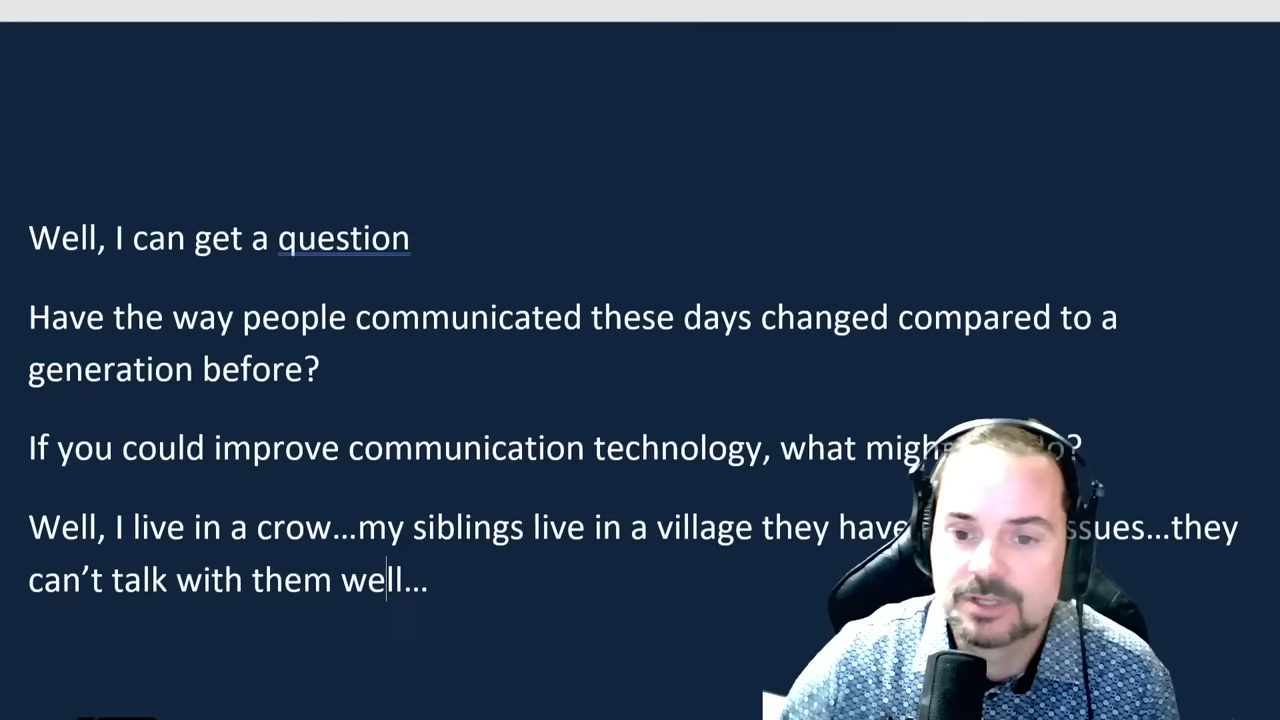 Well, I can get a question
Have the way people communicated these days changed compared to a
generation before?
If you could improve communication technology, what might do?
Well, I live in a crow…my siblings live in a village they have ssues…they
can’t talk with them well…